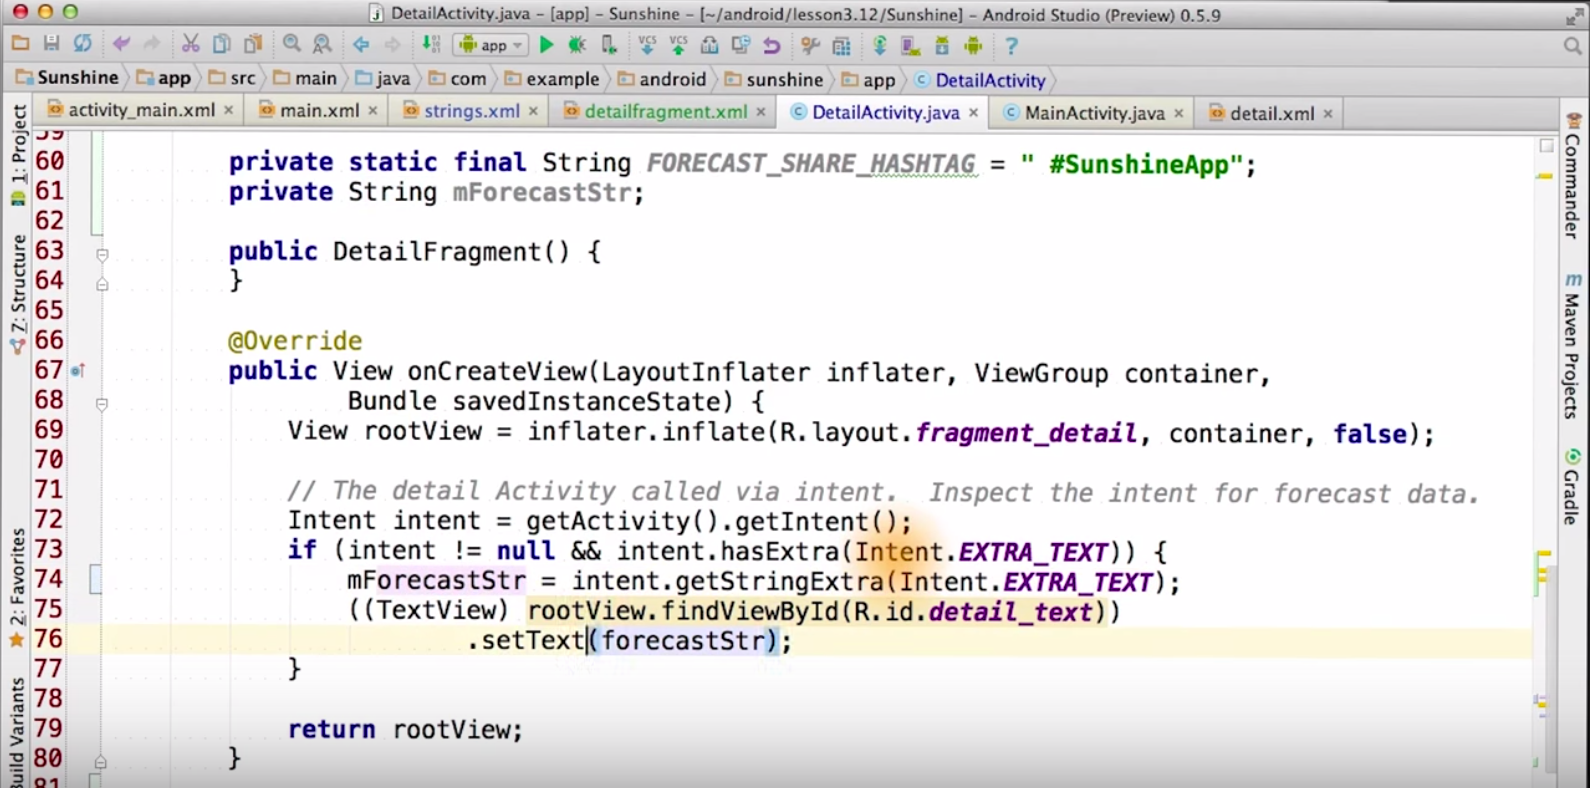 DetailActivity.java - [app] - Sunshine - [~/android/lesson3.12/Sunshine] - Android Studio (Preview) 0.5.9
app
VCS VCS
?
Sunshine app src main java com example android sunshine app DetailActivity
activity_main.xml × main.xml × strings.xml × detailfragment.xml × DetailActivity.java × MainActivity.java × detail.xml ×
1: Project
7: Structure
2: Favorites
Build Variants
59
60 private static final String FORECAST_SHARE_HASHTAG = " #SunshineApp";
61 private String mForecastStr;
62
63 public DetailFragment() {
64 }
65
66 @Override
67 public View onCreateView(LayoutInflater inflater, ViewGroup container,
68 Bundle savedInstanceState) {
69 View rootView = inflater.inflate(R.layout.fragment_detail, container, false);
70
71 // The detail Activity called via intent.  Inspect the intent for forecast data.
72 Intent intent = getActivity().getIntent();
73 if (intent != null && intent.hasExtra(Intent.EXTRA_TEXT)) {
74 mForecastStr = intent.getStringExtra(Intent.EXTRA_TEXT);
75 ((TextView) rootView.findViewById(R.id.detail_text))
76 .setText(forecastStr);
77 }
78
79 return rootView;
80 }
81
Commander
m Maven Projects
Gradle